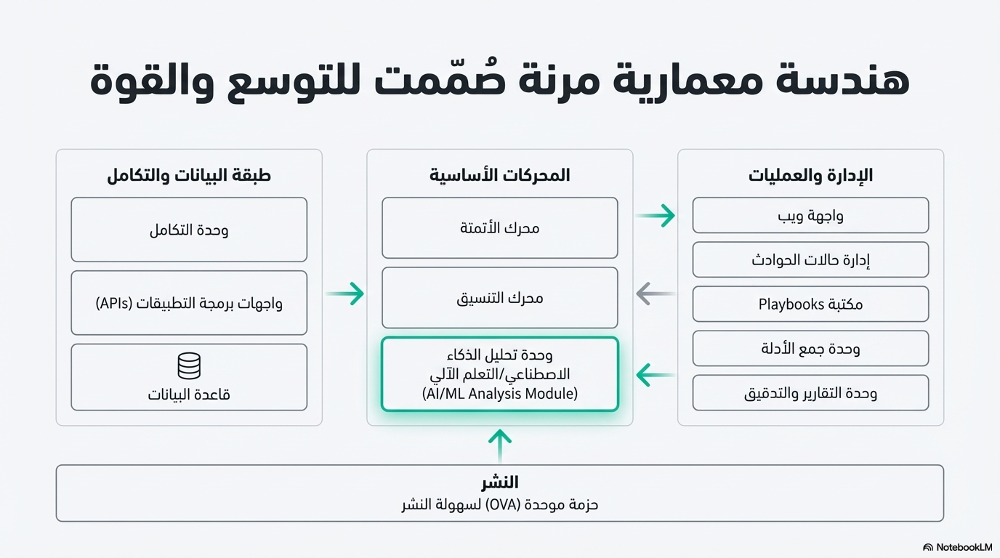 هندسة معمارية مرنة صُمّمت للتوسع والقوة
الإدارة والعمليات
واجهة ويب
إدارة حالات الحوادث
مكتبة Playbooks
وحدة جمع الأدلة
وحدة التقارير والتدقيق
المحركات الأساسية
محرك الأتمتة
محرك التنسيق
وحدة تحليل الذكاء
الاصطناعي/التعلم الآلي
(AI/ML Analysis Module)
طبقة البيانات والتكامل
وحدة التكامل
واجهات برمجة التطبيقات (APIs)
قاعدة البيانات
النشر
حزمة موحدة (OVA) لسهولة النشر
NotebookLM